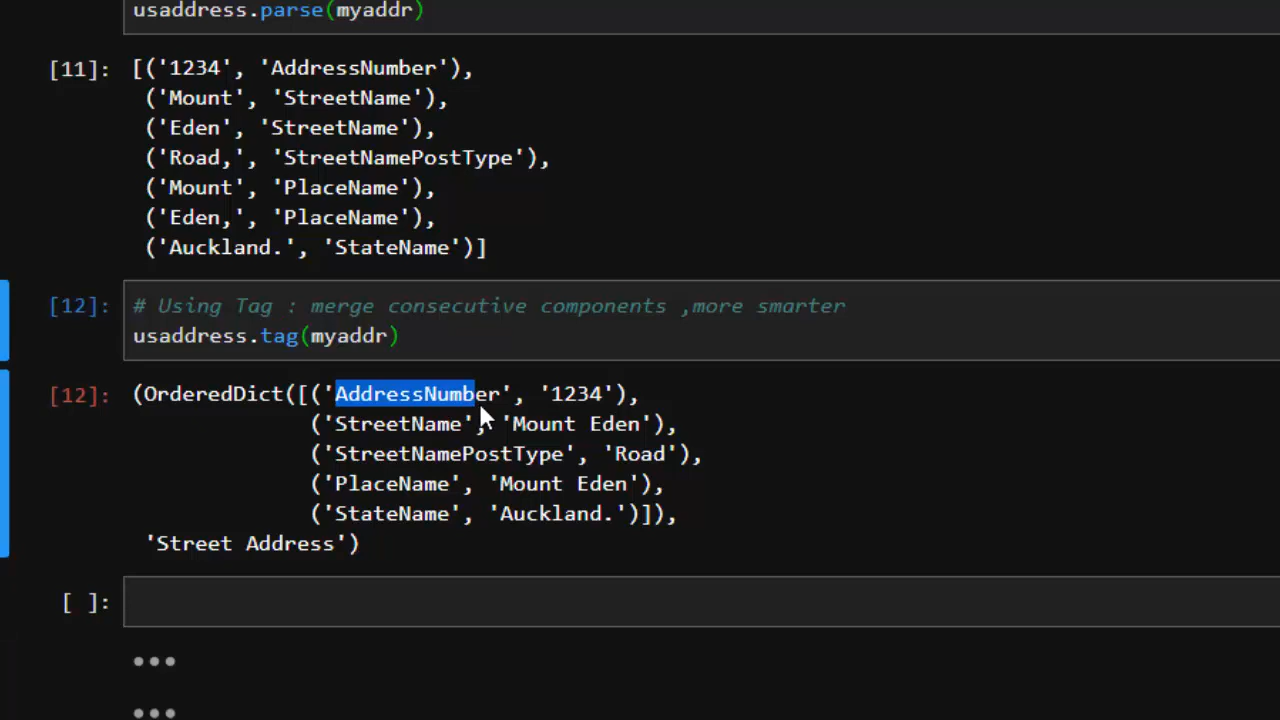 usaddress.parse(myaddr)
[11]: [('1234', 'AddressNumber'),
('Mount', 'StreetName'),
('Eden', 'StreetName'),
('Road,', 'StreetNamePostType'),
('Mount', 'PlaceName'),
('Eden,', 'PlaceName'),
('Auckland.', 'StateName')]
[12]: # Using Tag : merge consecutive components ,more smarter
usaddress.tag(myaddr)
[12]: (OrderedDict([('AddressNumber', '1234'),
('StreetName', 'Mount Eden'),
('StreetNamePostType', 'Road'),
('PlaceName', 'Mount Eden'),
('StateName', 'Auckland.')]),
'Street Address')
[ ]: